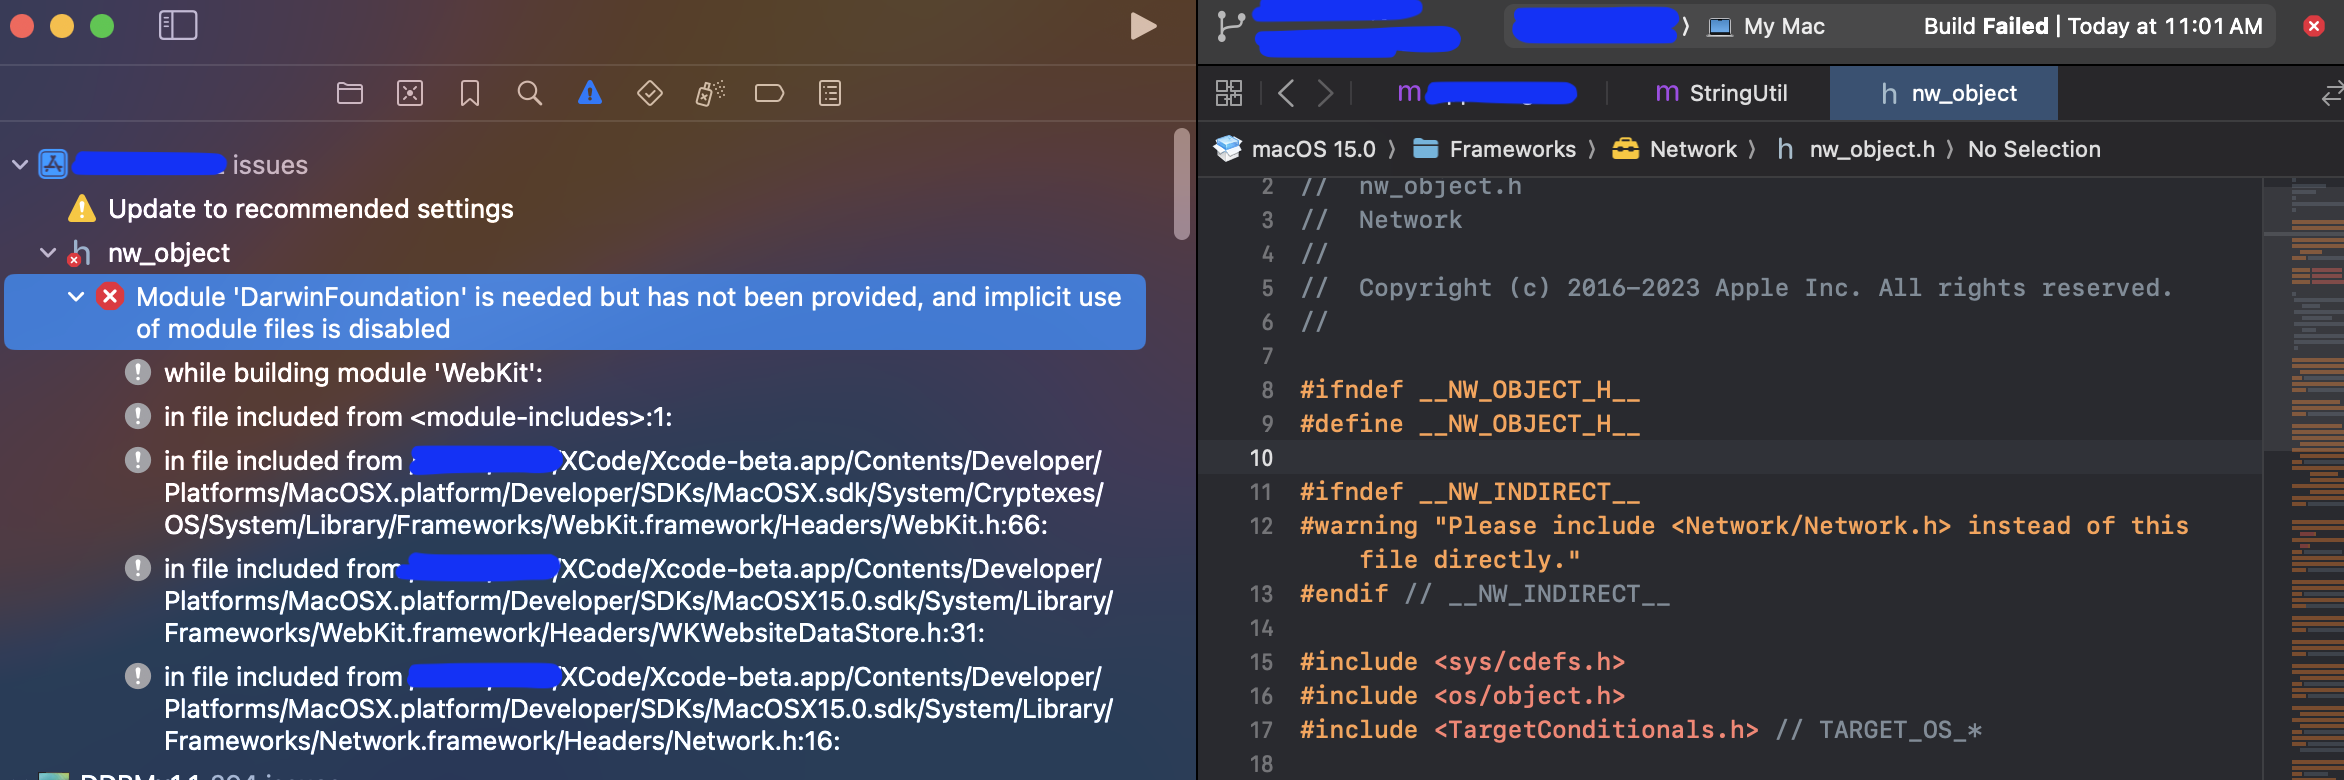 issues
Update to recommended settings
nw_object
Module 'DarwinFoundation' is needed but has not been provided, and implicit use
of module files is disabled
while building module 'WebKit':
in file included from <module-includes>:1:
in file included from /XCode/Xcode-beta.app/Contents/Developer/
Platforms/MacOSX.platform/Developer/SDKs/MacOSX.sdk/System/Cryptexes/
OS/System/Library/Frameworks/WebKit.framework/Headers/WebKit.h:66:
in file included from /XCode/Xcode-beta.app/Contents/Developer/
Platforms/MacOSX.platform/Developer/SDKs/MacOSX15.0.sdk/System/Library/
Frameworks/WebKit.framework/Headers/WKWebsiteDataStore.h:31:
in file included from /XCode/Xcode-beta.app/Contents/Developer/
Platforms/MacOSX.platform/Developer/SDKs/MacOSX15.0.sdk/System/Library/
Frameworks/Network.framework/Headers/Network.h:16:
My Mac Build Failed | Today at 11:01 AM
m m StringUtil h nw_object
macOS 15.0 〉 Frameworks 〉 Network 〉 h nw_object.h 〉 No Selection
2 // nw_object.h
3 // Network
4 //
5 // Copyright (c) 2016-2023 Apple Inc. All rights reserved.
6 //
7
8 #ifndef __NW_OBJECT_H__
9 #define __NW_OBJECT_H__
10
11 #ifndef __NW_INDIRECT__
12 #warning "Please include <Network/Network.h> instead of this
file directly."
13 #endif // __NW_INDIRECT__
14
15 #include <sys/cdefs.h>
16 #include <os/object.h>
17 #include <TargetConditionals.h> // TARGET_OS_*
18